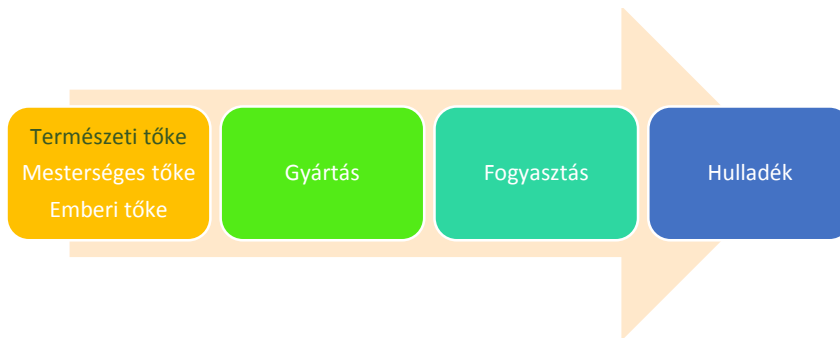 Természeti tőke
Mesterséges tőke
Emberi tőke
Gyártás
Fogyasztás
Hulladék